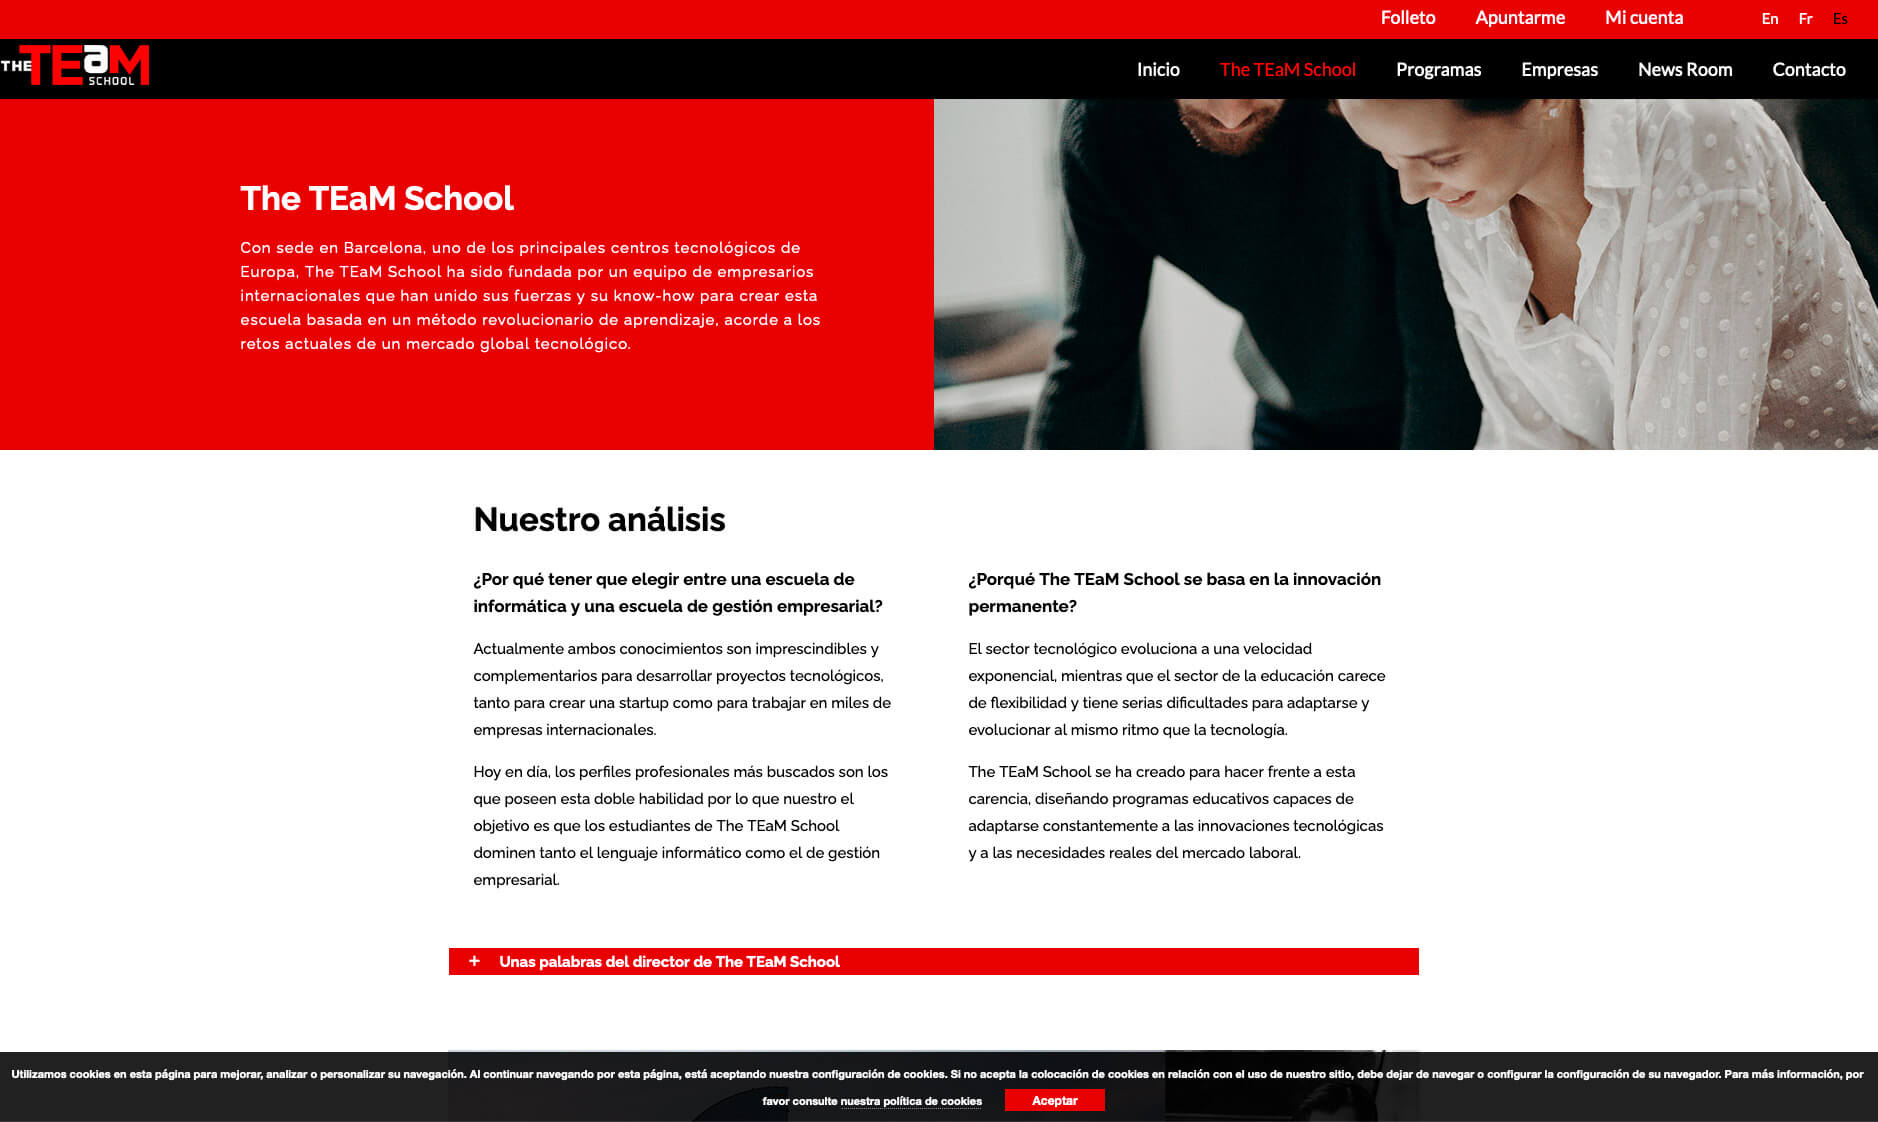 Folleto Apuntarme Mi cuenta En Fr Es
THE TEaM SCHOOL
Inicio The TEaM School Programas Empresas News Room Contacto
The TEaM School
Con sede en Barcelona, uno de los principales centros tecnológicos de
Europa, The TEaM School ha sido fundada por un equipo de empresarios
internacionales que han unido sus fuerzas y su know-how para crear esta
escuela basada en un método revolucionario de aprendizaje, acorde a los
retos actuales de un mercado global tecnológico.
Nuestro análisis
¿Por qué tener que elegir entre una escuela de
informática y una escuela de gestión empresarial?
Actualmente ambos conocimientos son imprescindibles y
complementarios para desarrollar proyectos tecnológicos,
tanto para crear una startup como para trabajar en miles de
empresas internacionales.
Hoy en día, los perfiles profesionales más buscados son los
que poseen esta doble habilidad por lo que nuestro el
objetivo es que los estudiantes de The TEaM School
dominen tanto el lenguaje informático como el de gestión
empresarial.
¿Porqué The TEaM School se basa en la innovación
permanente?
El sector tecnológico evoluciona a una velocidad
exponencial, mientras que el sector de la educación carece
de flexibilidad y tiene serias dificultades para adaptarse y
evolucionar al mismo ritmo que la tecnología.
The TEaM School se ha creado para hacer frente a esta
carencia, diseñando programas educativos capaces de
adaptarse constantemente a las innovaciones tecnológicas
y a las necesidades reales del mercado laboral.
+ Unas palabras del director de The TEaM School
Utilizamos cookies en esta página para mejorar, analizar o personalizar su navegación. Al continuar navegando por esta página, está aceptando nuestra configuración de cookies. Si no acepta la colocación de cookies en relación con el uso de nuestro sitio, debe dejar de navegar o configurar la configuración de su navegador. Para más información, por
favor consulte nuestra política de cookies Aceptar